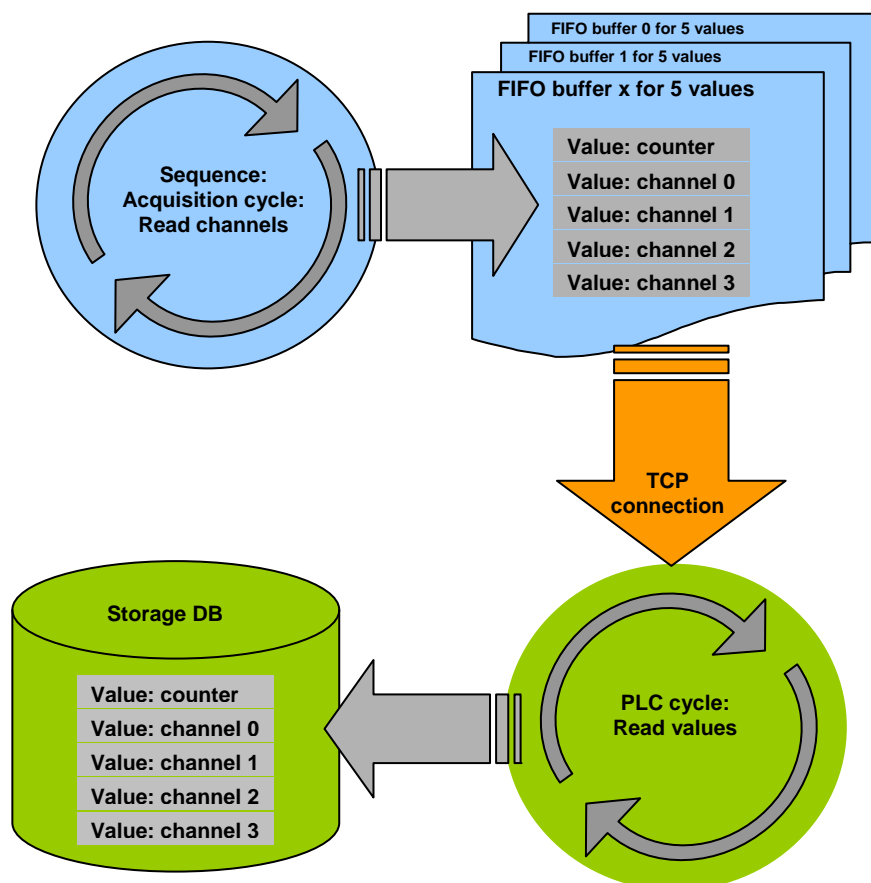 FIFO buffer 0 for 5 values
FIFO buffer 1 for 5 values
FIFO buffer x for 5 values
Value: counter
Value: channel 0
Value: channel 1
Value: channel 2
Value: channel 3
Sequence:
Acquisition cycle:
Read channels
TCP
connection
PLC cycle:
Read values
Storage DB
Value: counter
Value: channel 0
Value: channel 1
Value: channel 2
Value: channel 3